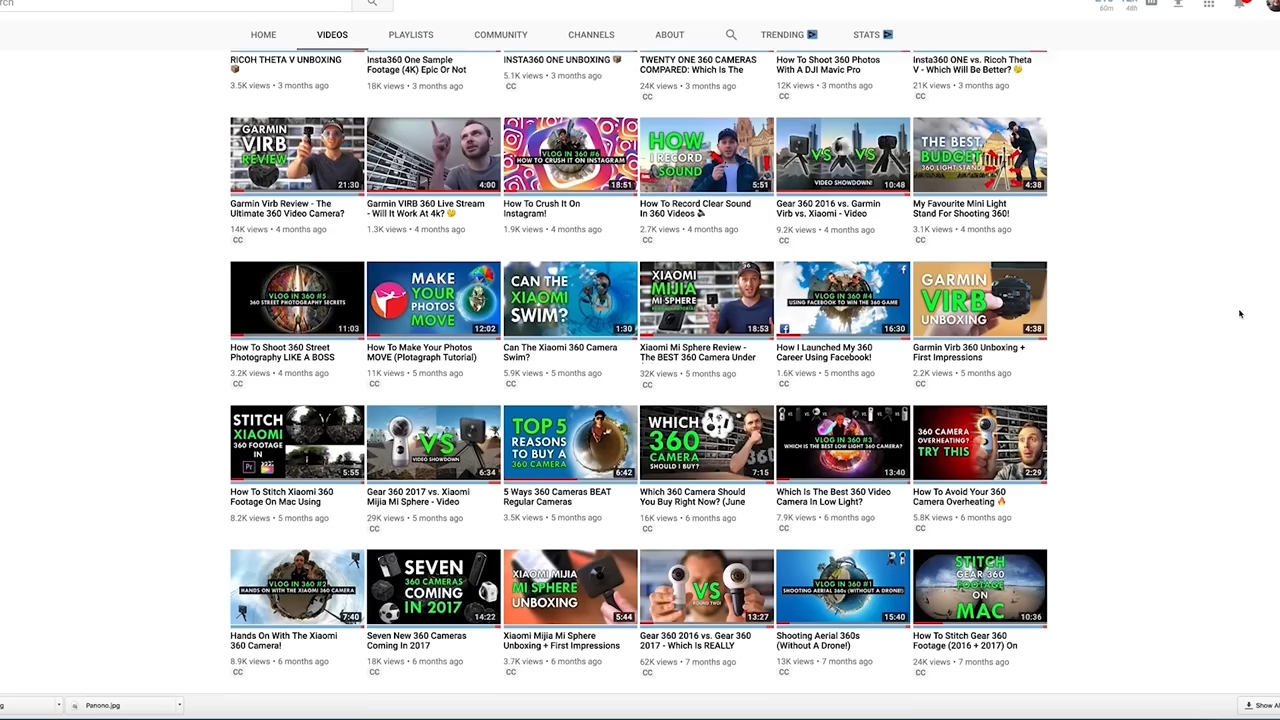 rch
60m
48h
HOME VIDEOS PLAYLISTS COMMUNITY CHANNELS ABOUT TRENDING STATS
RICOH THETA V UNBOXING
3.5K views • 3 months ago
Insta360 One Sample
Footage (4K) Epic Or Not
18K views • 3 months ago
INSTA360 ONE UNBOXING
5.1K views • 3 months ago
CC
TWENTY ONE 360 CAMERAS
COMPARED: Which Is The
24K views • 3 months ago
CC
How To Shoot 360 Photos
With A DJI Mavic Pro
12K views • 3 months ago
CC
Insta360 ONE vs. Ricoh Theta
V - Which Will Be Better?
21K views • 3 months ago
CC
GARMIN
VIRB
REVIEW
21:30
Garmin Virb Review - The
Ultimate 360 Video Camera?
14K views • 4 months ago
CC
4:00
Garmin VIRB 360 Live Stream
- Will It Work At 4k?
1.3K views • 4 months ago
VLOG IN 360 #6
HOW TO CRUSH IT ON INSTAGRAM
18:51
How To Crush It On
Instagram!
1.9K views • 4 months ago
HOW
I RECORD
SOUND
5:51
How To Record Clear Sound
In 360 Videos
2.7K views • 4 months ago
CC
VS VS
VIDEO SHOWDOWN!
10:48
Gear 360 2016 vs. Garmin
Virb vs. Xiaomi - Video
9.2K views • 4 months ago
CC
THE BEST
BUDGET
360 LIGHT STAND
4:38
My Favourite Mini Light
Stand For Shooting 360!
3.1K views • 4 months ago
CC
VLOG IN 360 #5
360 STREET PHOTOGRAPHY SECRETS
11:03
How To Shoot 360 Street
Photography LIKE A BOSS
3.2K views • 4 months ago
CC
MAKE
YOUR
PHOTOS
MOVE
12:02
How To Make Your Photos
MOVE (Plotagraph Tutorial)
11K views • 5 months ago
CC
CAN THE
XIAOMI
SWIM?
1:30
Can The Xiaomi 360 Camera
Swim?
5.9K views • 5 months ago
CC
XIAOMI
MIJIA
MI SPHERE
18:53
Xiaomi Mi Sphere Review -
The BEST 360 Camera Under
32K views • 5 months ago
CC
VLOG IN 360 #4
USING FACEBOOK TO WIN THE 360 GAME
16:30
How I Launched My 360
Career Using Facebook!
1.6K views • 5 months ago
CC
GARMIN
VIRB
UNBOXING
4:38
Garmin Virb 360 Unboxing +
First Impressions
2.2K views • 5 months ago
CC
STITCH
XIAOMI
360 FOOTAGE
IN
Pr
5:55
How To Stitch Xiaomi 360
Footage On Mac Using
8.2K views • 5 months ago
VS
VIDEO SHOWDOWN
6:34
Gear 360 2017 vs. Xiaomi
Mijia Mi Sphere - Video
29K views • 5 months ago
CC
TOP 5
REASONS
TO BUY A
360 CAMERA
6:42
5 Ways 360 Cameras BEAT
Regular Cameras
3.5K views • 5 months ago
WHICH
360
CAMERA
SHOULD I BUY?
360
7:15
Which 360 Camera Should
You Buy Right Now? (June
16K views • 6 months ago
CC
VS VS
VLOG IN 360 #3
WHICH IS THE BEST LOW LIGHT 360 CAMERA?
13:40
Which Is The Best 360 Video
Camera In Low Light?
7.9K views • 6 months ago
CC
360 CAMERA
OVERHEATING?
TRY THIS
2:29
How To Avoid Your 360
Camera Overheating
5.8K views • 6 months ago
CC
VLOG IN 360 #2
HANDS ON WITH THE XIAOMI 360 CAMERA
7:40
Hands On With The Xiaomi
360 Camera!
8.9K views • 6 months ago
CC
SEVEN
360 CAMERAS
COMING
IN 2017
14:22
Seven New 360 Cameras
Coming In 2017
18K views • 6 months ago
CC
XIAOMI MIJIA
MI SPHERE
UNBOXING
5:44
Xiaomi Mijia Mi Sphere
Unboxing + First Impressions
3.7K views • 6 months ago
CC
VS
ROUND TWO!
13:27
Gear 360 2016 vs. Gear 360
2017 - Which Is REALLY
62K views • 7 months ago
CC
VLOG IN 360 #1
SHOOTING AERIAL 360s (WITHOUT A DRONE!)
15:40
Shooting Aerial 360s
(Without A Drone!)
13K views • 7 months ago
CC
STITCH
GEAR 360
FOOTAGE
ON
MAC
10:36
How To Stitch Gear 360
Footage (2016 + 2017) On
24K views • 7 months ago
CC
g
Panono.jpg
Show Al